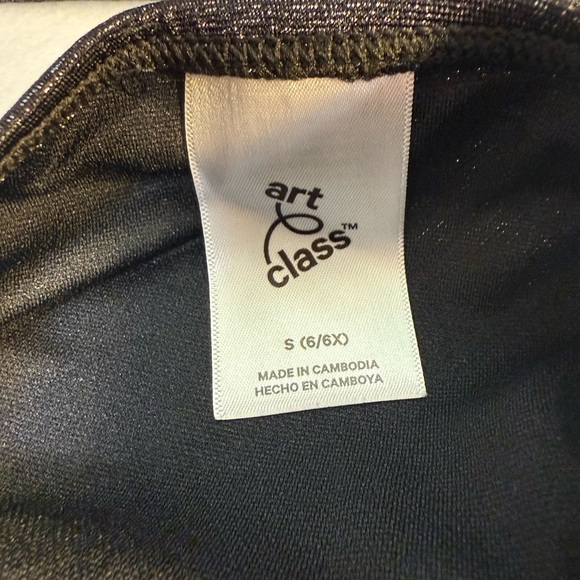 art
class™
S (6/6X)
MADE IN CAMBODIA
HECHO EN CAMBOYA